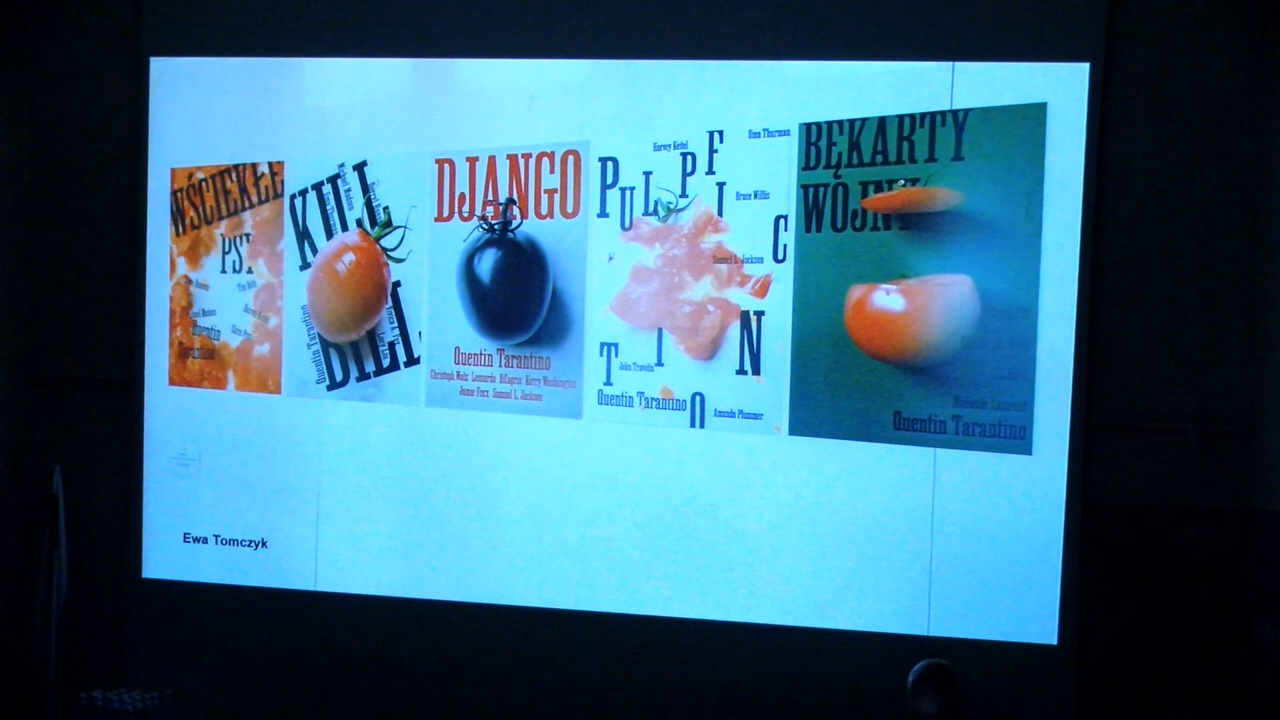 WŚCIEKŁE
PSY
Quentin
Tarantino
KILL
BILL
Quentin Tarantino
DJANGO
Quentin Tarantino
Christoph Waltz Leonardo DiCaprio Kerry Washington
Jamie Foxx Samuel L. Jackson
PULP FICTION
Harvey Keitel
Uma Thurman
Bruce Willis
Samuel L. Jackson
John Travolta
Quentin Tarantino
Amanda Plummer
BĘKARTY
WOJNY
Quentin Tarantino
Ewa Tomczyk